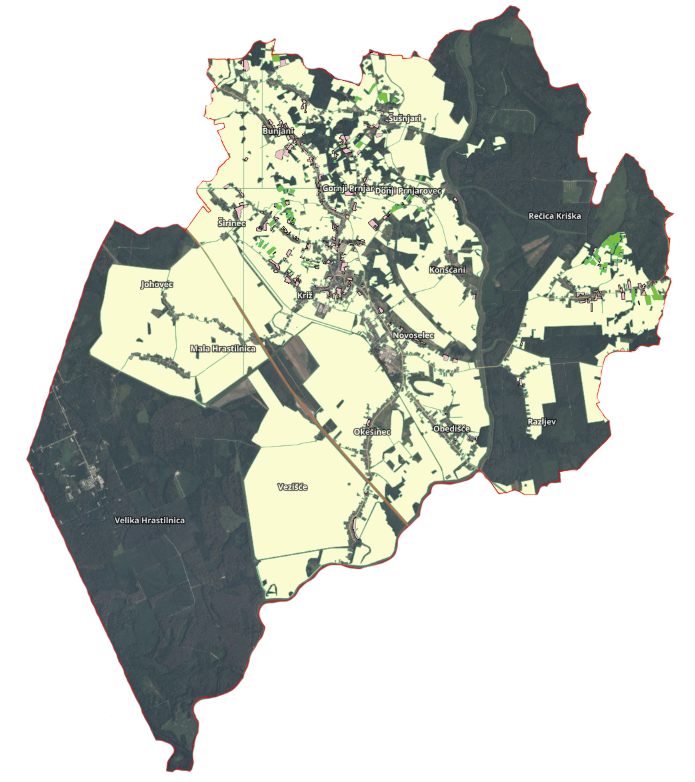 Šušnjari
Bunjani
Gornji Prnjar
Donji Prnjarovec
Rečica Kriška
Širinec
Konšćani
Johovec
Križ
Novoselec
Mala Hrastilnica
Razljev
Obedišće
Okešinec
Vezišće
Velika Hrastilnica